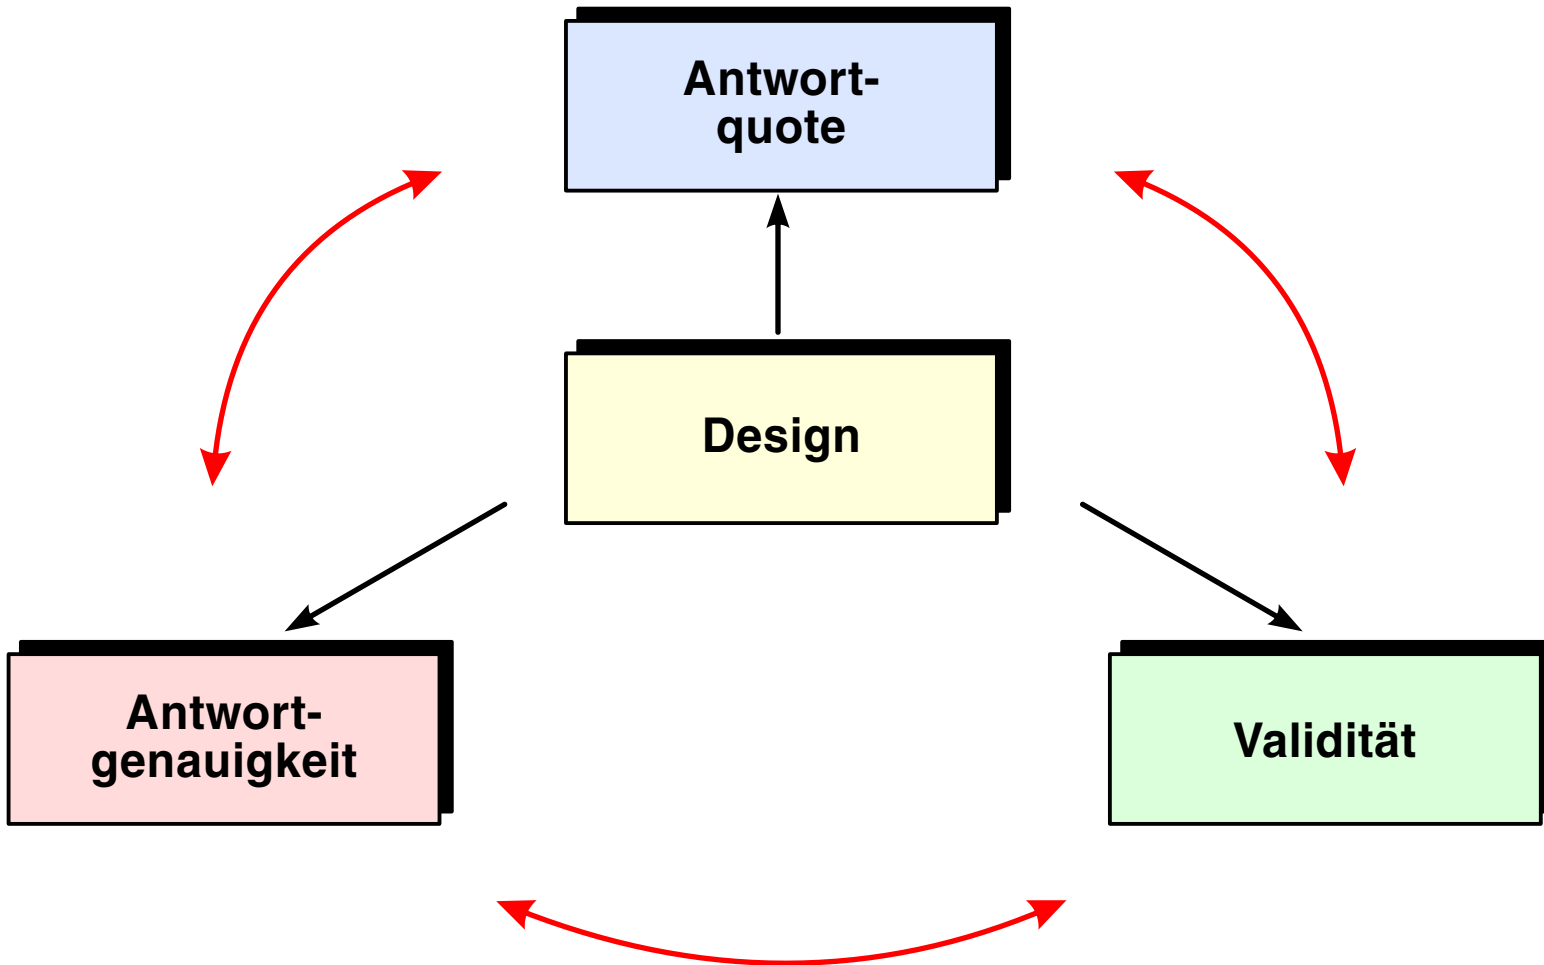 Antwort-
quote
Design
Antwort-
genauigkeit
Validität